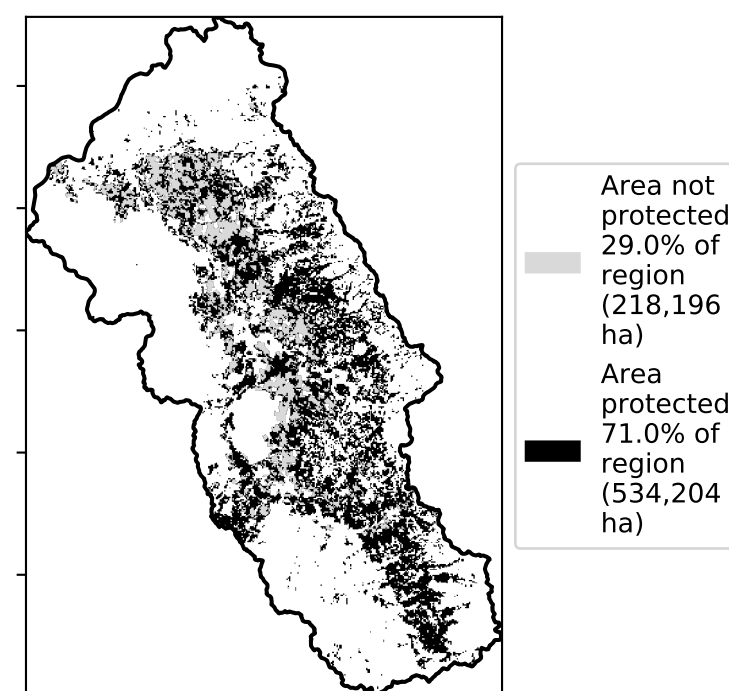 Area not
protected
29.0% of
region
(218,196
ha)
Area
protected
71.0% of
region
(534,204
ha)